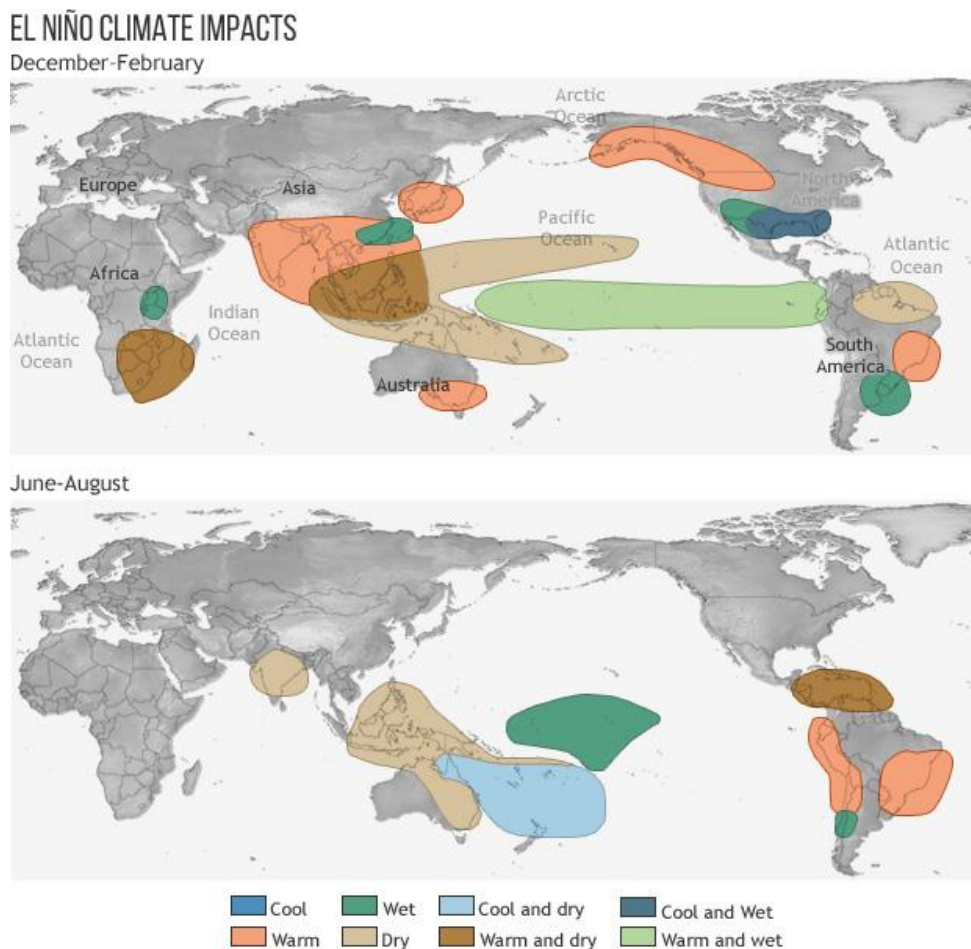 EL NIÑO CLIMATE IMPACTS
December-February
Arctic
Ocean
Europe
Asia
North
America
Pacific
Ocean
Atlantic
Ocean
Africa
Indian
Ocean
Atlantic
Ocean
South
America
Australia
June-August
Cool
Wet
Cool and dry
Cool and Wet
Warm
Dry
Warm and dry
Warm and wet